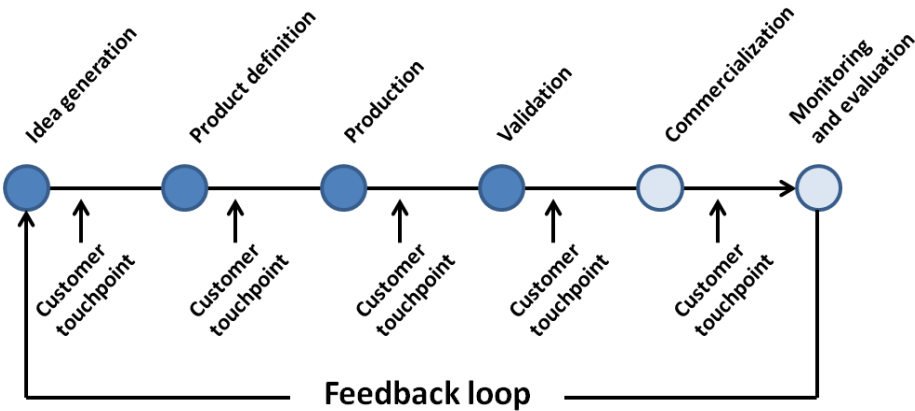 Idea generation
Product definition
Production
Validation
Commercialization
Monitoring
and evaluation
Customer
touchpoint
Customer
touchpoint
Customer
touchpoint
Customer
touchpoint
Customer
touchpoint
Feedback loop